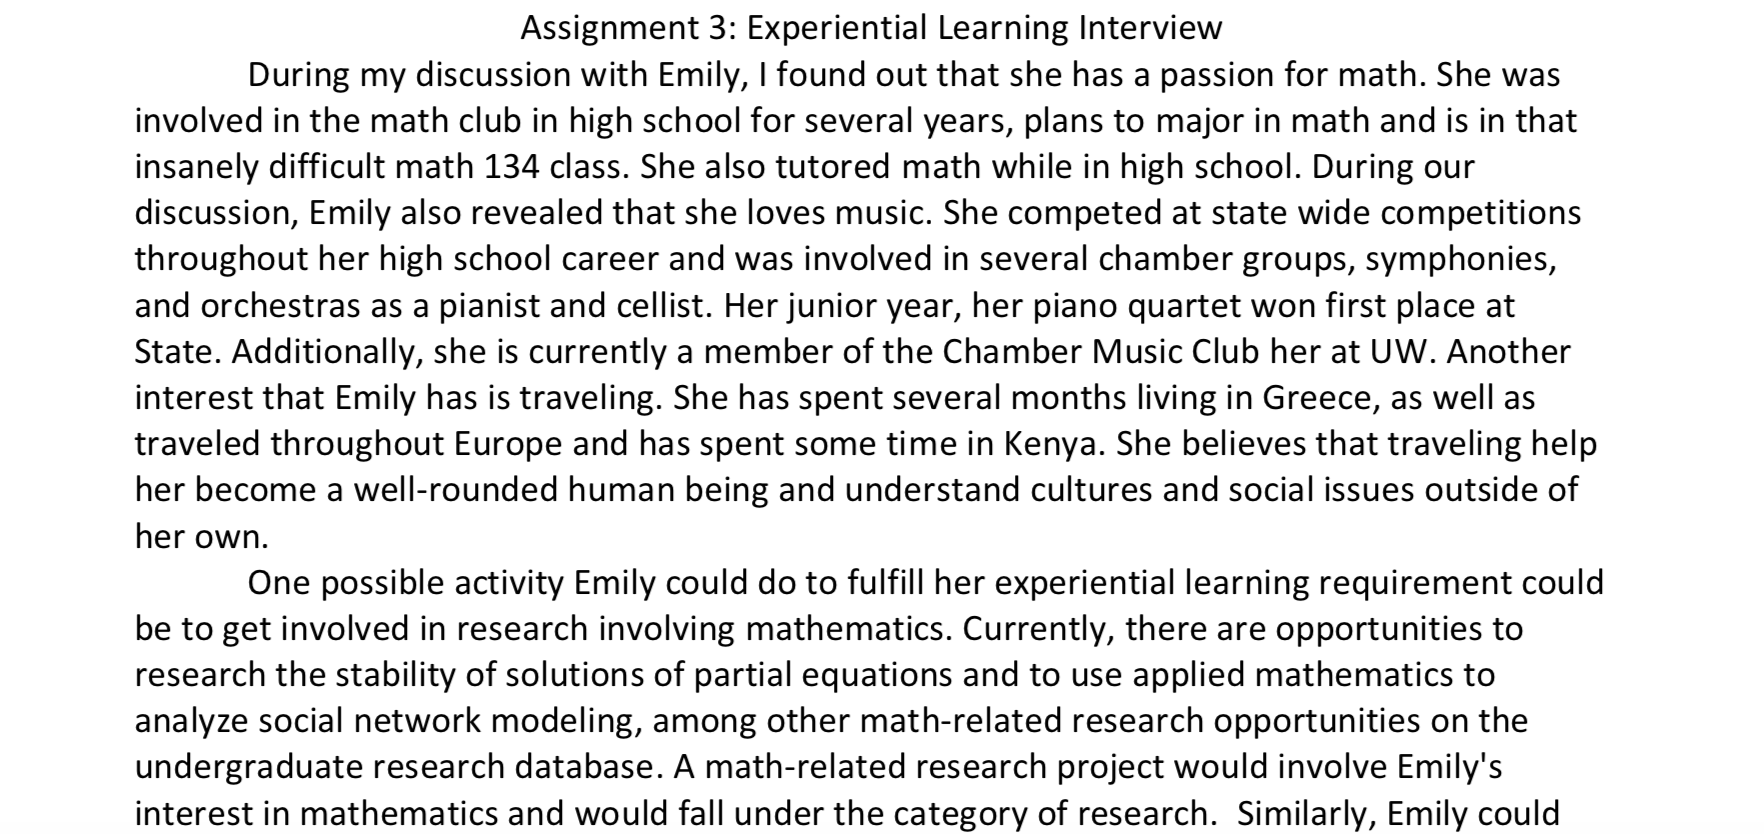 Assignment 3: Experiential Learning Interview
During my discussion with Emily, I found out that she has a passion for math. She was
involved in the math club in high school for several years, plans to major in math and is in that
insanely difficult math 134 class. She also tutored math while in high school. During our
discussion, Emily also revealed that she loves music. She competed at state wide competitions
throughout her high school career and was involved in several chamber groups, symphonies,
and orchestras as a pianist and cellist. Her junior year, her piano quartet won first place at
State. Additionally, she is currently a member of the Chamber Music Club her at UW. Another
interest that Emily has is traveling. She has spent several months living in Greece, as well as
traveled throughout Europe and has spent some time in Kenya. She believes that traveling help
her become a well-rounded human being and understand cultures and social issues outside of
her own.
One possible activity Emily could do to fulfill her experiential learning requirement could
be to get involved in research involving mathematics. Currently, there are opportunities to
research the stability of solutions of partial equations and to use applied mathematics to
analyze social network modeling, among other math-related research opportunities on the
undergraduate research database. A math-related research project would involve Emily's
interest in mathematics and would fall under the category of research.  Similarly, Emily could